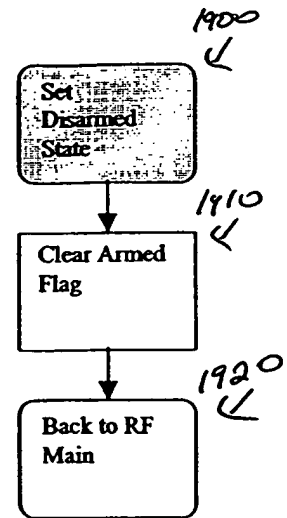 1900
Set
Disarmed
State
1910
Clear Armed
Flag
1920
Back to RF
Main